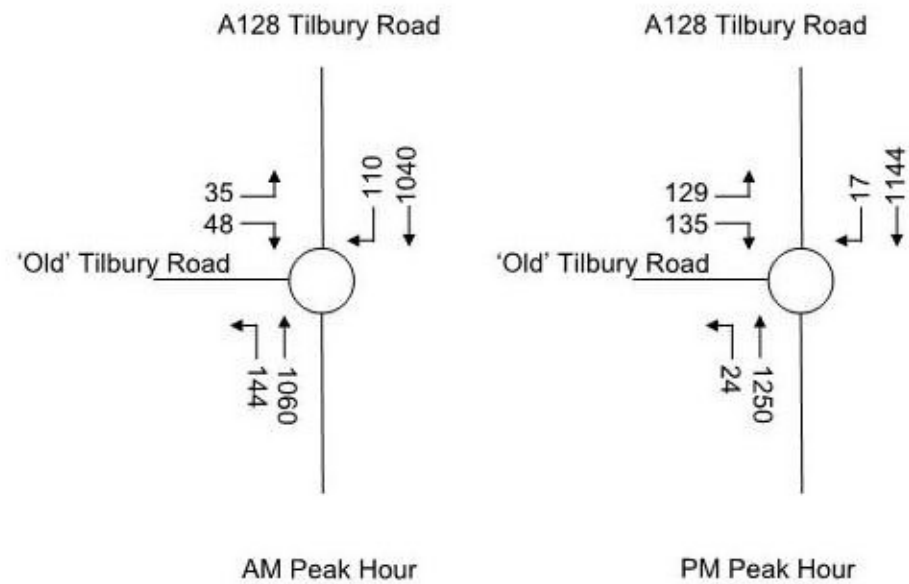 A128 Tilbury Road
35
48
110
1040
'Old' Tilbury Road
144
1060
AM Peak Hour
A128 Tilbury Road
129
135
17
1144
'Old' Tilbury Road
24
1250
PM Peak Hour